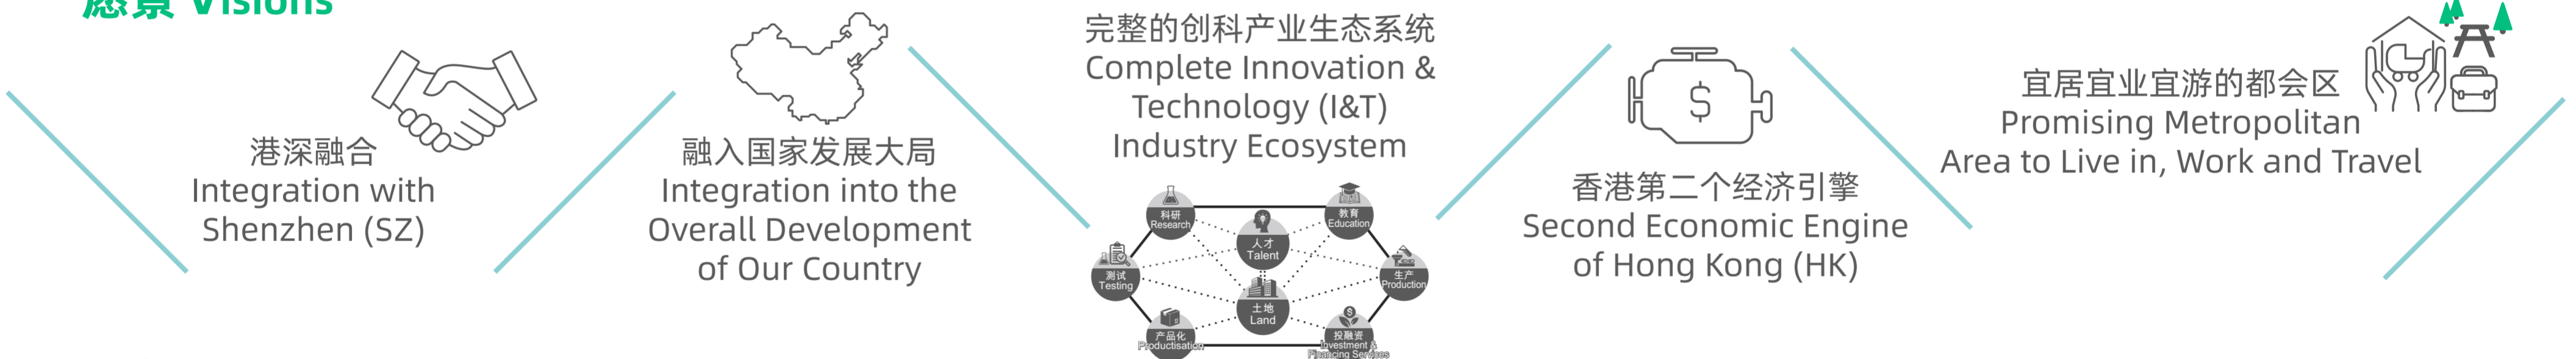 愿景 Visions
港深融合
Integration with
Shenzhen (SZ)
融入国家发展大局
Integration into the
Overall Development
of Our Country
完整的创科产业生态系统
Complete Innovation &
Technology (I&T)
Industry Ecosystem
科研
Research
教育
Education
人才
Talent
测试
Testing
生产
Production
土地
Land
产品化
Productisation
投融资
Investment &
Financing Services
$
香港第二个经济引擎
Second Economic Engine
of Hong Kong (HK)
宜居宜业宜游的都会区
Promising Metropolitan
Area to Live in, Work and Travel